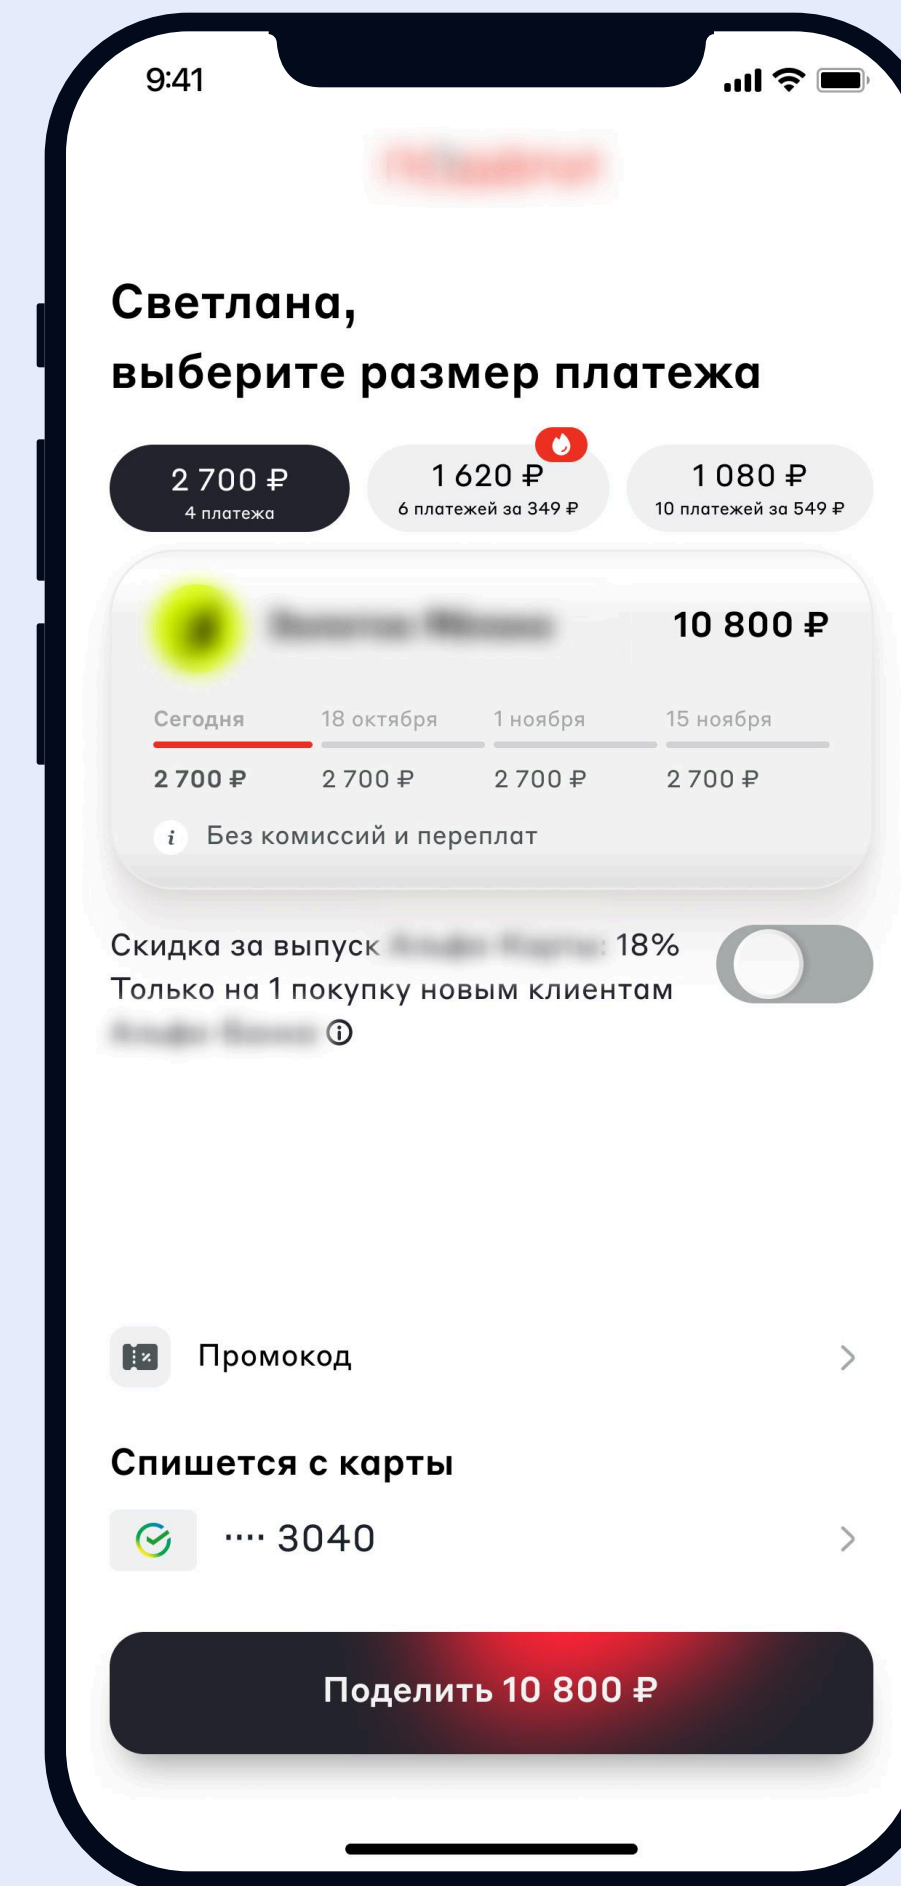 9:41
Светлана,
выберите размер платежа
2 700 ₽
4 платежа
1 620 ₽
6 платежей за 349 ₽
1 080 ₽
10 платежей за 549 ₽
10 800 ₽
Сегодня 18 октября 1 ноября 15 ноября
2 700 ₽ 2 700 ₽ 2 700 ₽ 2 700 ₽
i Без комиссий и переплат
Скидка за выпуск : 18%
Только на 1 покупку новым клиентам
Промокод
Спишется с карты
···· 3040
Поделить 10 800 ₽